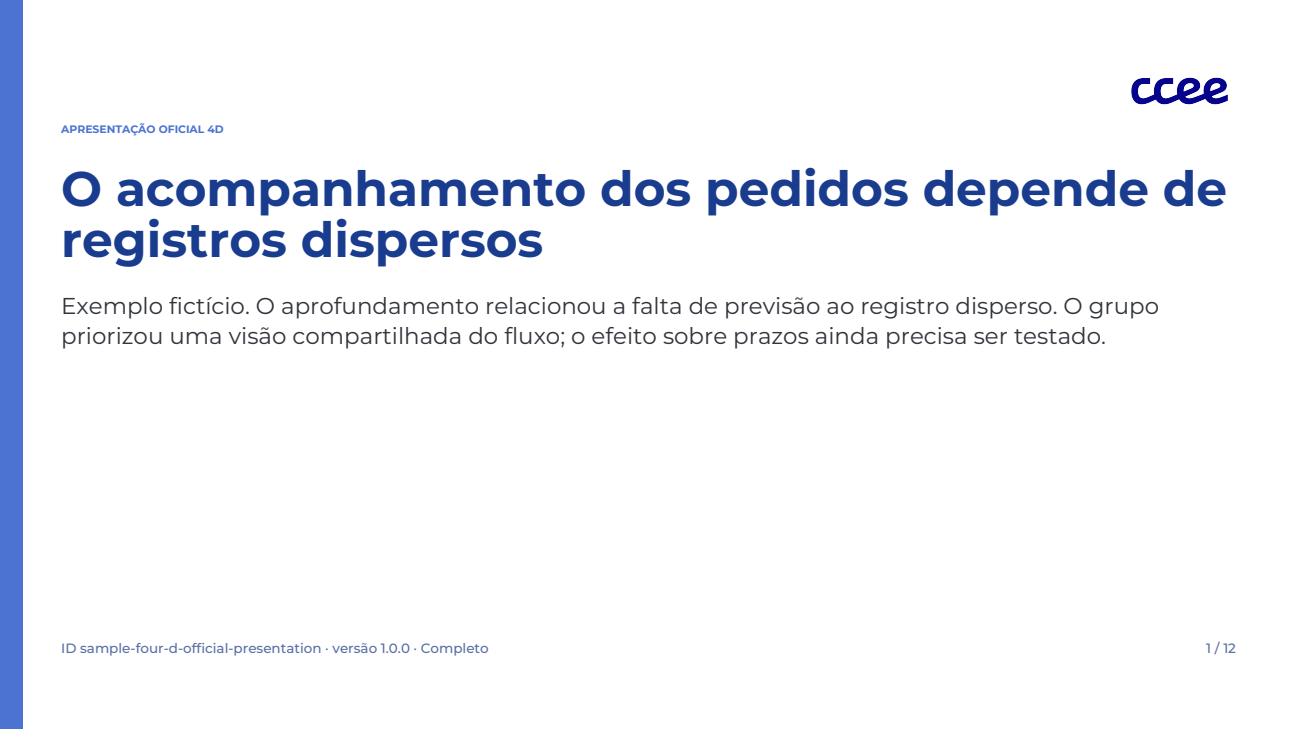 ccee
APRESENTAÇÃO OFICIAL 4D
O acompanhamento dos pedidos depende de
registros dispersos
Exemplo fictício. O aprofundamento relacionou a falta de previsão ao registro disperso. O grupo
priorizou uma visão compartilhada do fluxo; o efeito sobre prazos ainda precisa ser testado.
ID sample-four-d-official-presentation · versão 1.0.0 · Completo
1 / 12